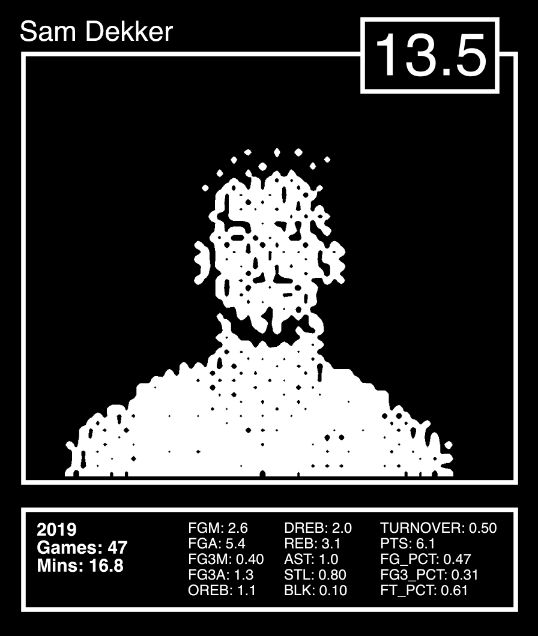 Sam Dekker
13.5
2019
Games: 47
Mins: 16.8
FGM: 2.6
FGA: 5.4
FG3M: 0.40
FG3A: 1.3
OREB: 1.1
DREB: 2.0
REB: 3.1
AST: 1.0
STL: 0.80
BLK: 0.10
TURNOVER: 0.50
PTS: 6.1
FG_PCT: 0.47
FG3_PCT: 0.31
FT_PCT: 0.61